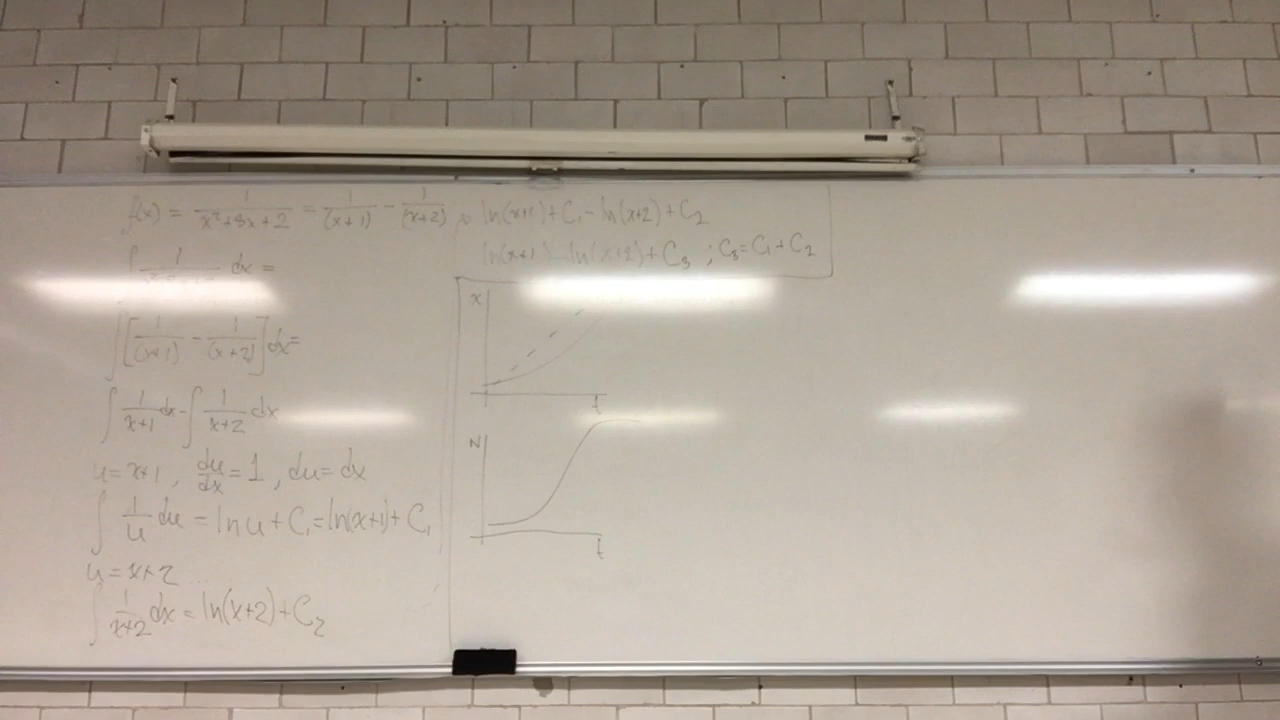 f(x) = 1/(x²+3x+2) = 1/(x+1) - 1/(x+2)
∫ 1/ dx =
∫[1/(x+1) - 1/(x+2)]dx=
∫ 1/(x+1) dx - ∫ 1/(x+2) dx
u=x+1, du/dx = 1, du=dx
∫ 1/u du = ln u + C₁ = ln(x+1) + C₁
u=x+2 ...
∫ 1/(x+2) dx = ln(x+2) + C₂
ln(x+1) + C₁ - ln(x+2) + C₂
ln(x+1) - ln(x+2) + C₃ ; C₃ = C₁ + C₂
x
t
N
t